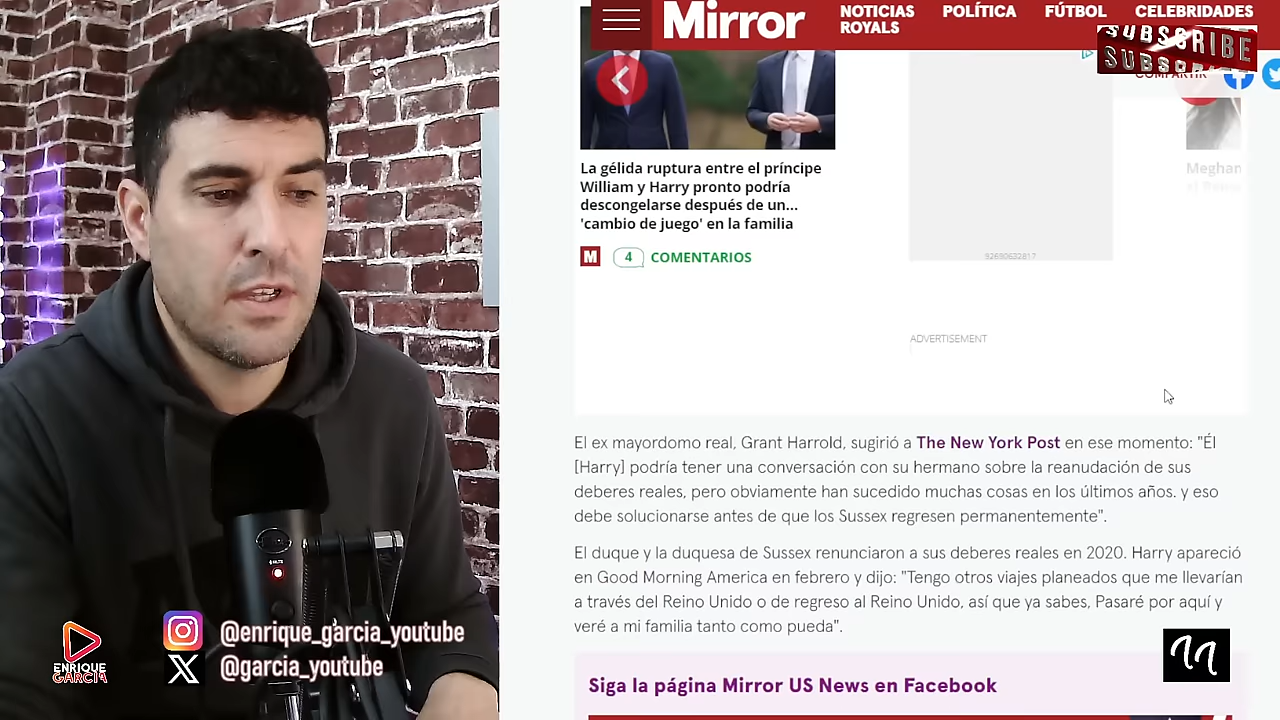 Mirror
NOTICIAS
ROYALS
POLÍTICA
FÚTBOL
CELEBRIDADES
SUBSCRIBE
SUBSCRIBE
COMPARTIR
La gélida ruptura entre el príncipe
William y Harry pronto podría
descongelarse después de un...
'cambio de juego' en la familia
M
4
COMENTARIOS
Meghan
92690632817
ADVERTISEMENT
El ex mayordomo real, Grant Harrold, sugirió a The New York Post en ese momento: "Él
[Harry] podría tener una conversación con su hermano sobre la reanudación de sus
deberes reales, pero obviamente han sucedido muchas cosas en los últimos años. y eso
debe solucionarse antes de que los Sussex regresen permanentemente".
El duque y la duquesa de Sussex renunciaron a sus deberes reales en 2020. Harry apareció
en Good Morning America en febrero y dijo: "Tengo otros viajes planeados que me llevarían
a través del Reino Unido o de regreso al Reino Unido, así que ya sabes, Pasaré por aquí y
veré a mi familia tanto como pueda".
Siga la página Mirror US News en Facebook
ENRIQUE
GARCIA
@enrique_garcia_youtube
@garcia_youtube